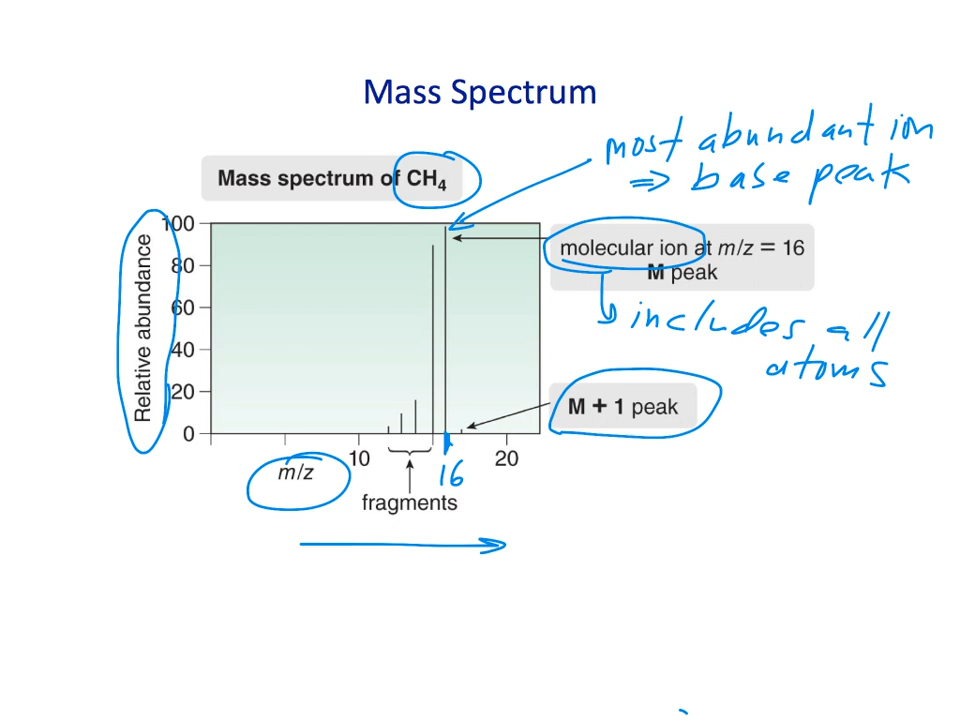 Mass Spectrum
most abundant ion
⇒ base peak
Mass spectrum of CH₄
molecular ion at m/z = 16
M peak
includes all
atoms
M + 1 peak
Relative abundance
100
80
60
40
20
0
10
20
m/z
16
fragments